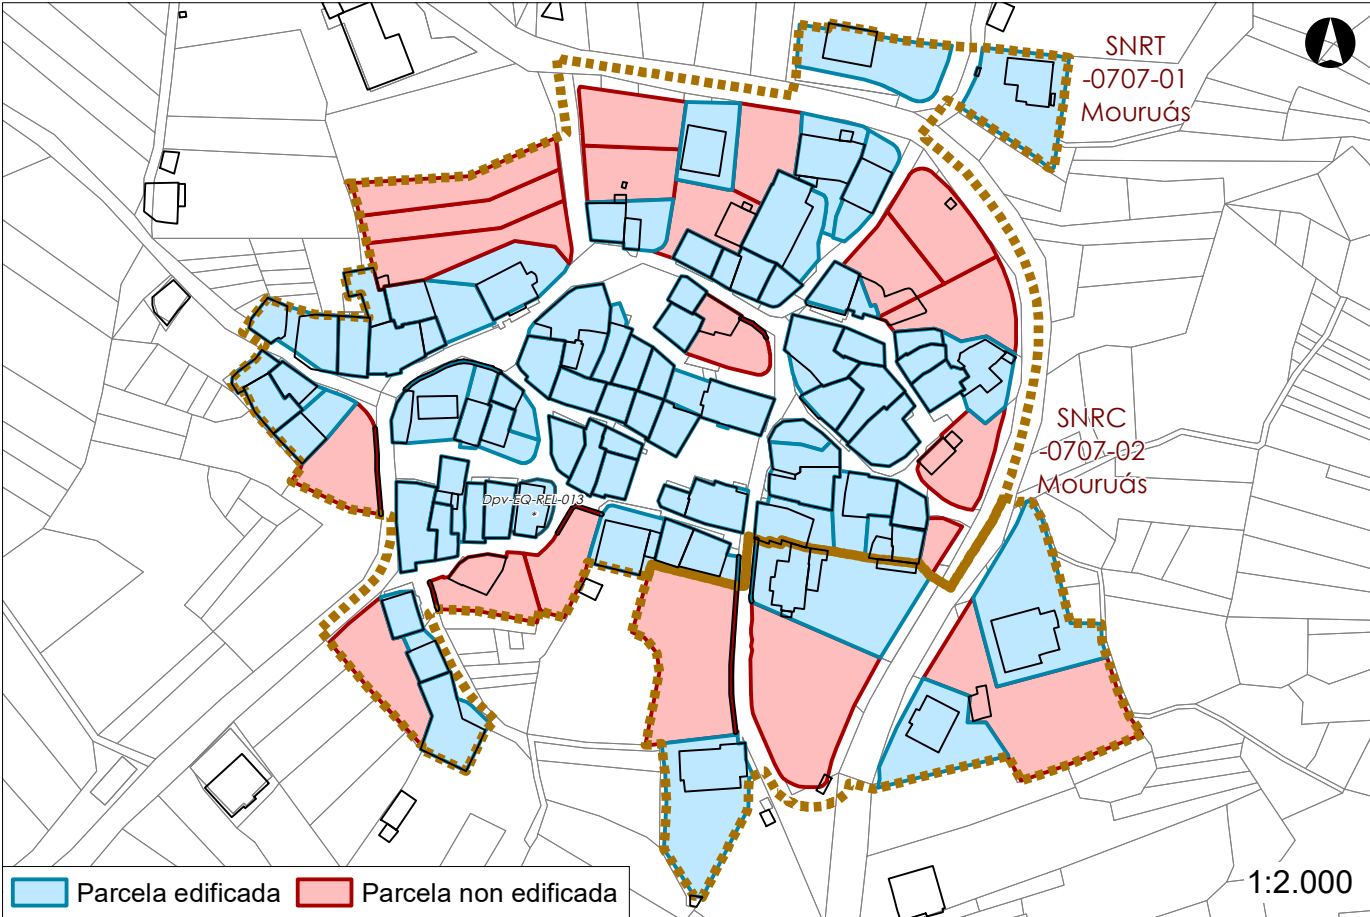 SNRT
-0707-01
Mouruás
SNRC
-0707-02
Mouruás
Dpv-EQ-REL-013
Parcela edificada
Parcela non edificada
1:2.000